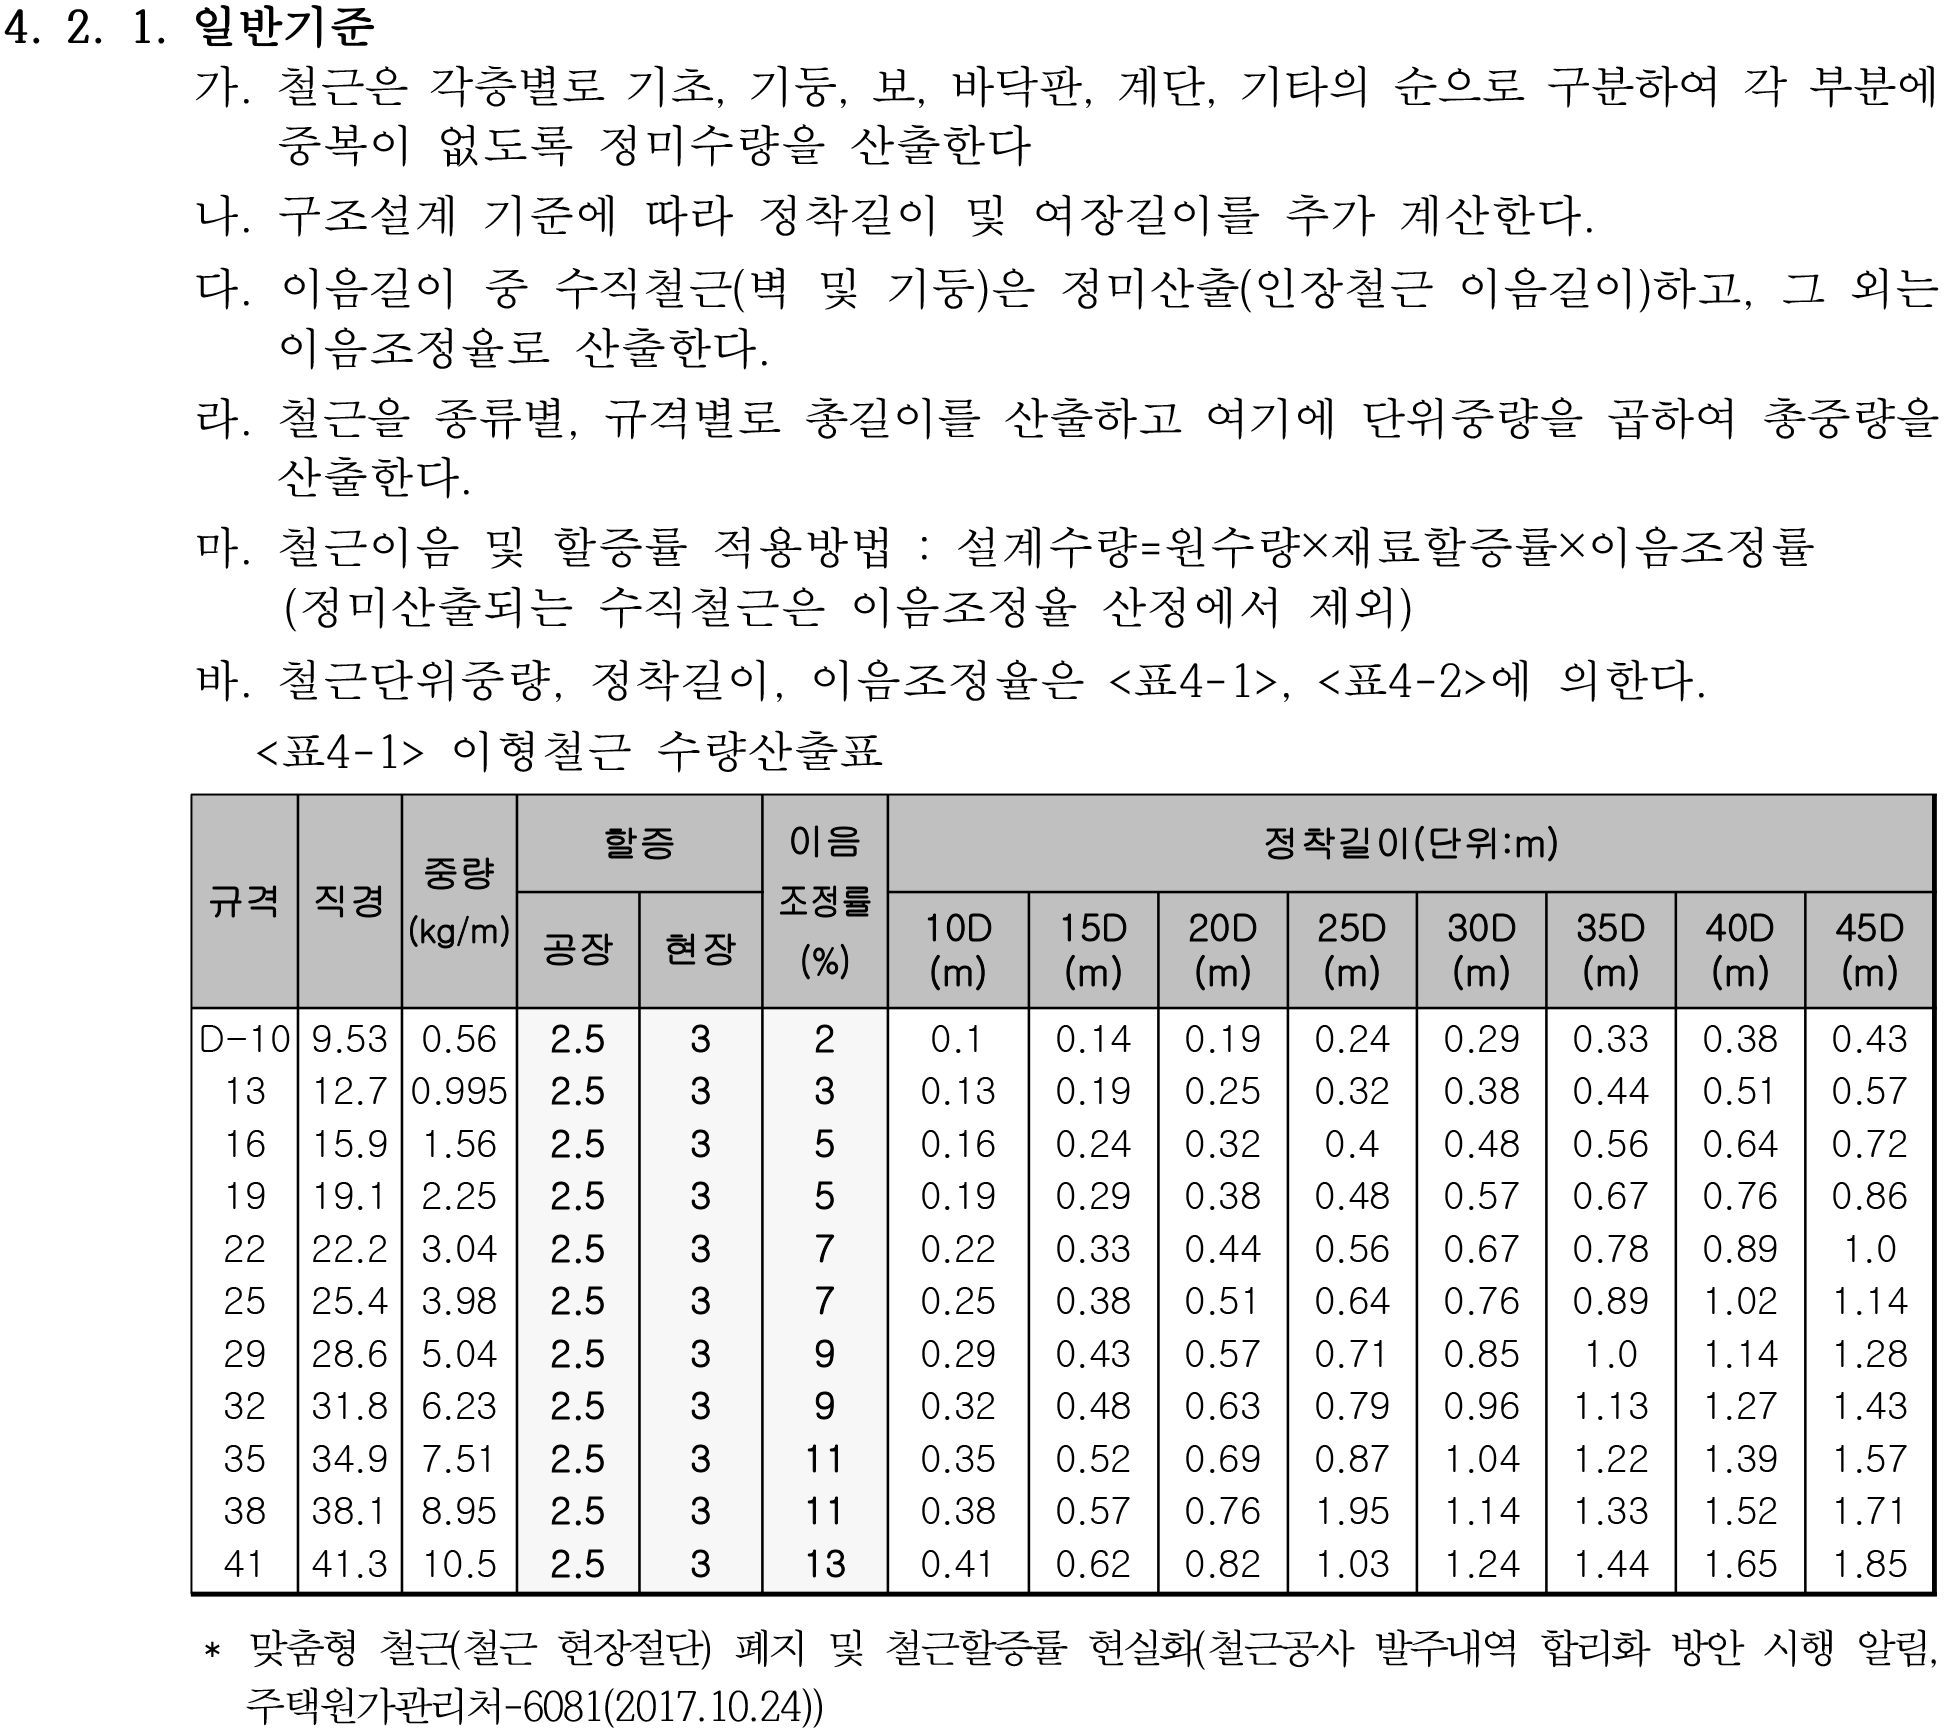 4. 2. 1. 일반기준
가. 철근은 각층별로 기초, 기둥, 보, 바닥판, 계단, 기타의 순으로 구분하여 각 부분에
중복이 없도록 정미수량을 산출한다
나. 구조설계 기준에 따라 정착길이 및 여장길이를 추가 계산한다.
다. 이음길이 중 수직철근(벽 및 기둥)은 정미산출(인장철근 이음길이)하고, 그 외는
이음조정율로 산출한다.
라. 철근을 종류별, 규격별로 총길이를 산출하고 여기에 단위중량을 곱하여 총중량을
산출한다.
마. 철근이음 및 할증률 적용방법 : 설계수량=원수량×재료할증률×이음조정률
(정미산출되는 수직철근은 이음조정율 산정에서 제외)
바. 철근단위중량, 정착길이, 이음조정율은 <표4-1>, <표4-2>에 의한다.
<표4-1> 이형철근 수량산출표
규격 직경 중량 (kg/m) 할증 이음 조정률 (%) 정착길이(단위:m)
공장 현장 10D (m) 15D (m) 20D (m) 25D (m) 30D (m) 35D (m) 40D (m) 45D (m)
D-10 9.53 0.56 2.5 3 2 0.1 0.14 0.19 0.24 0.29 0.33 0.38 0.43
13 12.7 0.995 2.5 3 3 0.13 0.19 0.25 0.32 0.38 0.44 0.51 0.57
16 15.9 1.56 2.5 3 5 0.16 0.24 0.32 0.4 0.48 0.56 0.64 0.72
19 19.1 2.25 2.5 3 5 0.19 0.29 0.38 0.48 0.57 0.67 0.76 0.86
22 22.2 3.04 2.5 3 7 0.22 0.33 0.44 0.56 0.67 0.78 0.89 1.0
25 25.4 3.98 2.5 3 7 0.25 0.38 0.51 0.64 0.76 0.89 1.02 1.14
29 28.6 5.04 2.5 3 9 0.29 0.43 0.57 0.71 0.85 1.0 1.14 1.28
32 31.8 6.23 2.5 3 9 0.32 0.48 0.63 0.79 0.96 1.13 1.27 1.43
35 34.9 7.51 2.5 3 11 0.35 0.52 0.69 0.87 1.04 1.22 1.39 1.57
38 38.1 8.95 2.5 3 11 0.38 0.57 0.76 1.95 1.14 1.33 1.52 1.71
41 41.3 10.5 2.5 3 13 0.41 0.62 0.82 1.03 1.24 1.44 1.65 1.85
* 맞춤형 철근(철근 현장절단) 폐지 및 철근할증률 현실화(철근공사 발주내역 합리화 방안 시행 알림,
주택원가관리처-6081(2017.10.24))